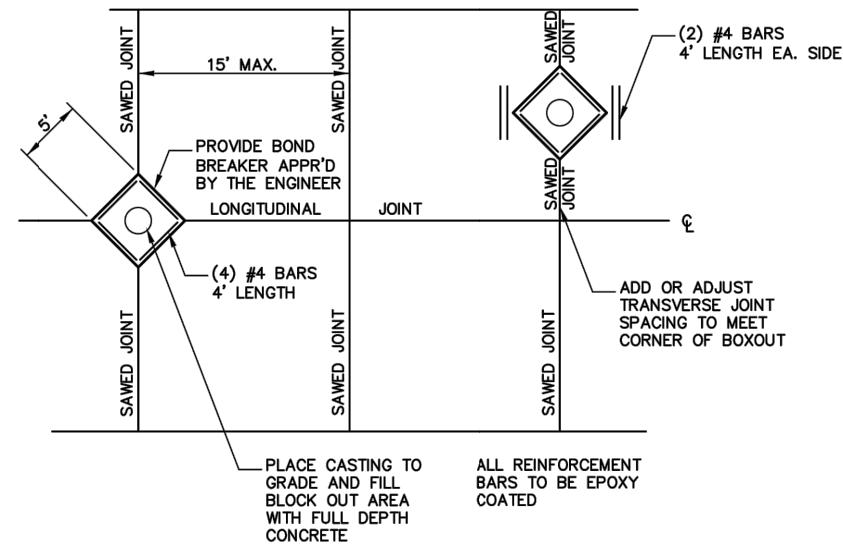 SAWED JOINT
15' MAX.
SAWED JOINT
SAWED
JOINT
(2) #4 BARS
4' LENGTH EA. SIDE
5'
PROVIDE BOND
BREAKER APPR'D
BY THE ENGINEER
SAWED
JOINT
LONGITUDINAL JOINT
℄
(4) #4 BARS
4' LENGTH
ADD OR ADJUST
TRANSVERSE JOINT
SPACING TO MEET
CORNER OF BOXOUT
SAWED JOINT
SAWED JOINT
SAWED JOINT
PLACE CASTING TO
GRADE AND FILL
BLOCK OUT AREA
WITH FULL DEPTH
CONCRETE
ALL REINFORCEMENT
BARS TO BE EPOXY
COATED